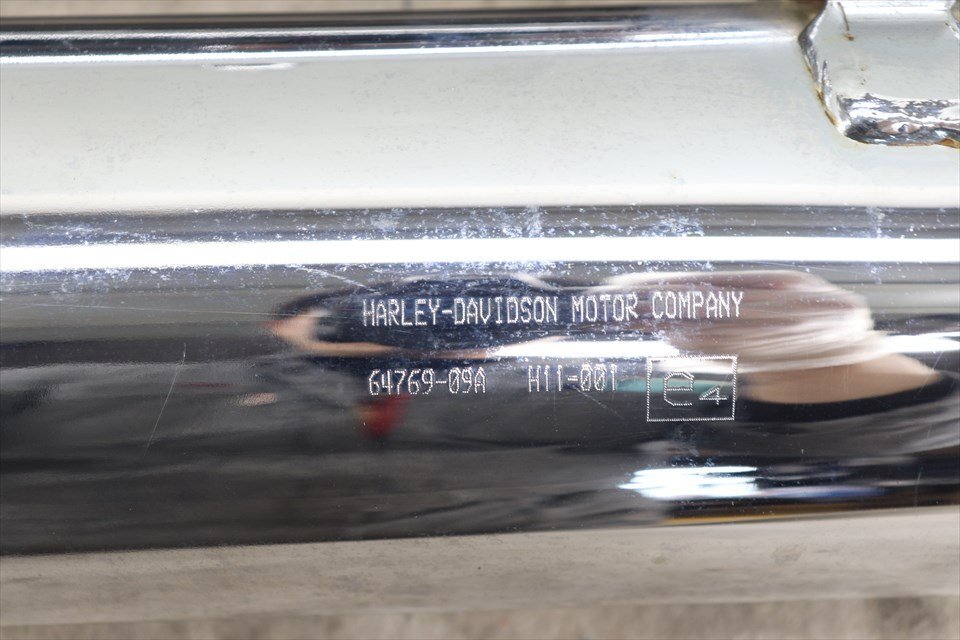 HARLEY-DAVIDSON MOTOR COMPANY
64769-09A H11-001 e4